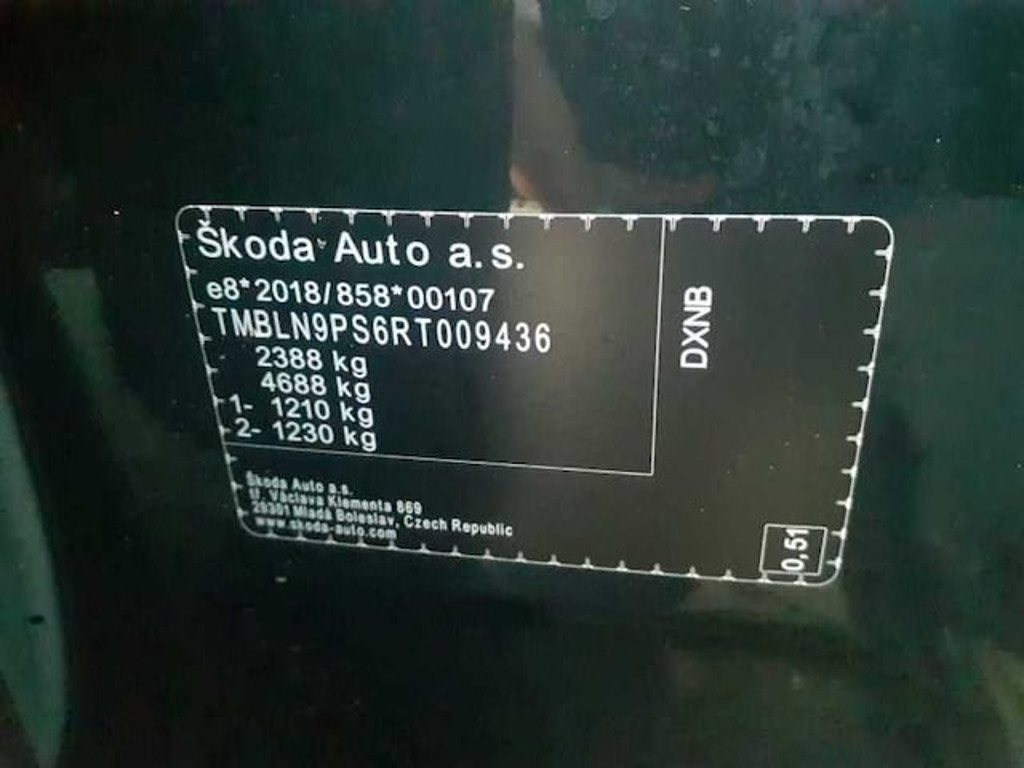 Škoda Auto a.s.
e8*2018/858*00107
TMBLN9PS6RT009436
2388 kg
4688 kg
1- 1210 kg
2- 1230 kg
DXNB
Škoda Auto a.s.
tř. Václava Klementa 869
29301 Mladá Boleslav, Czech Republic
www.skoda-auto.com
0,51